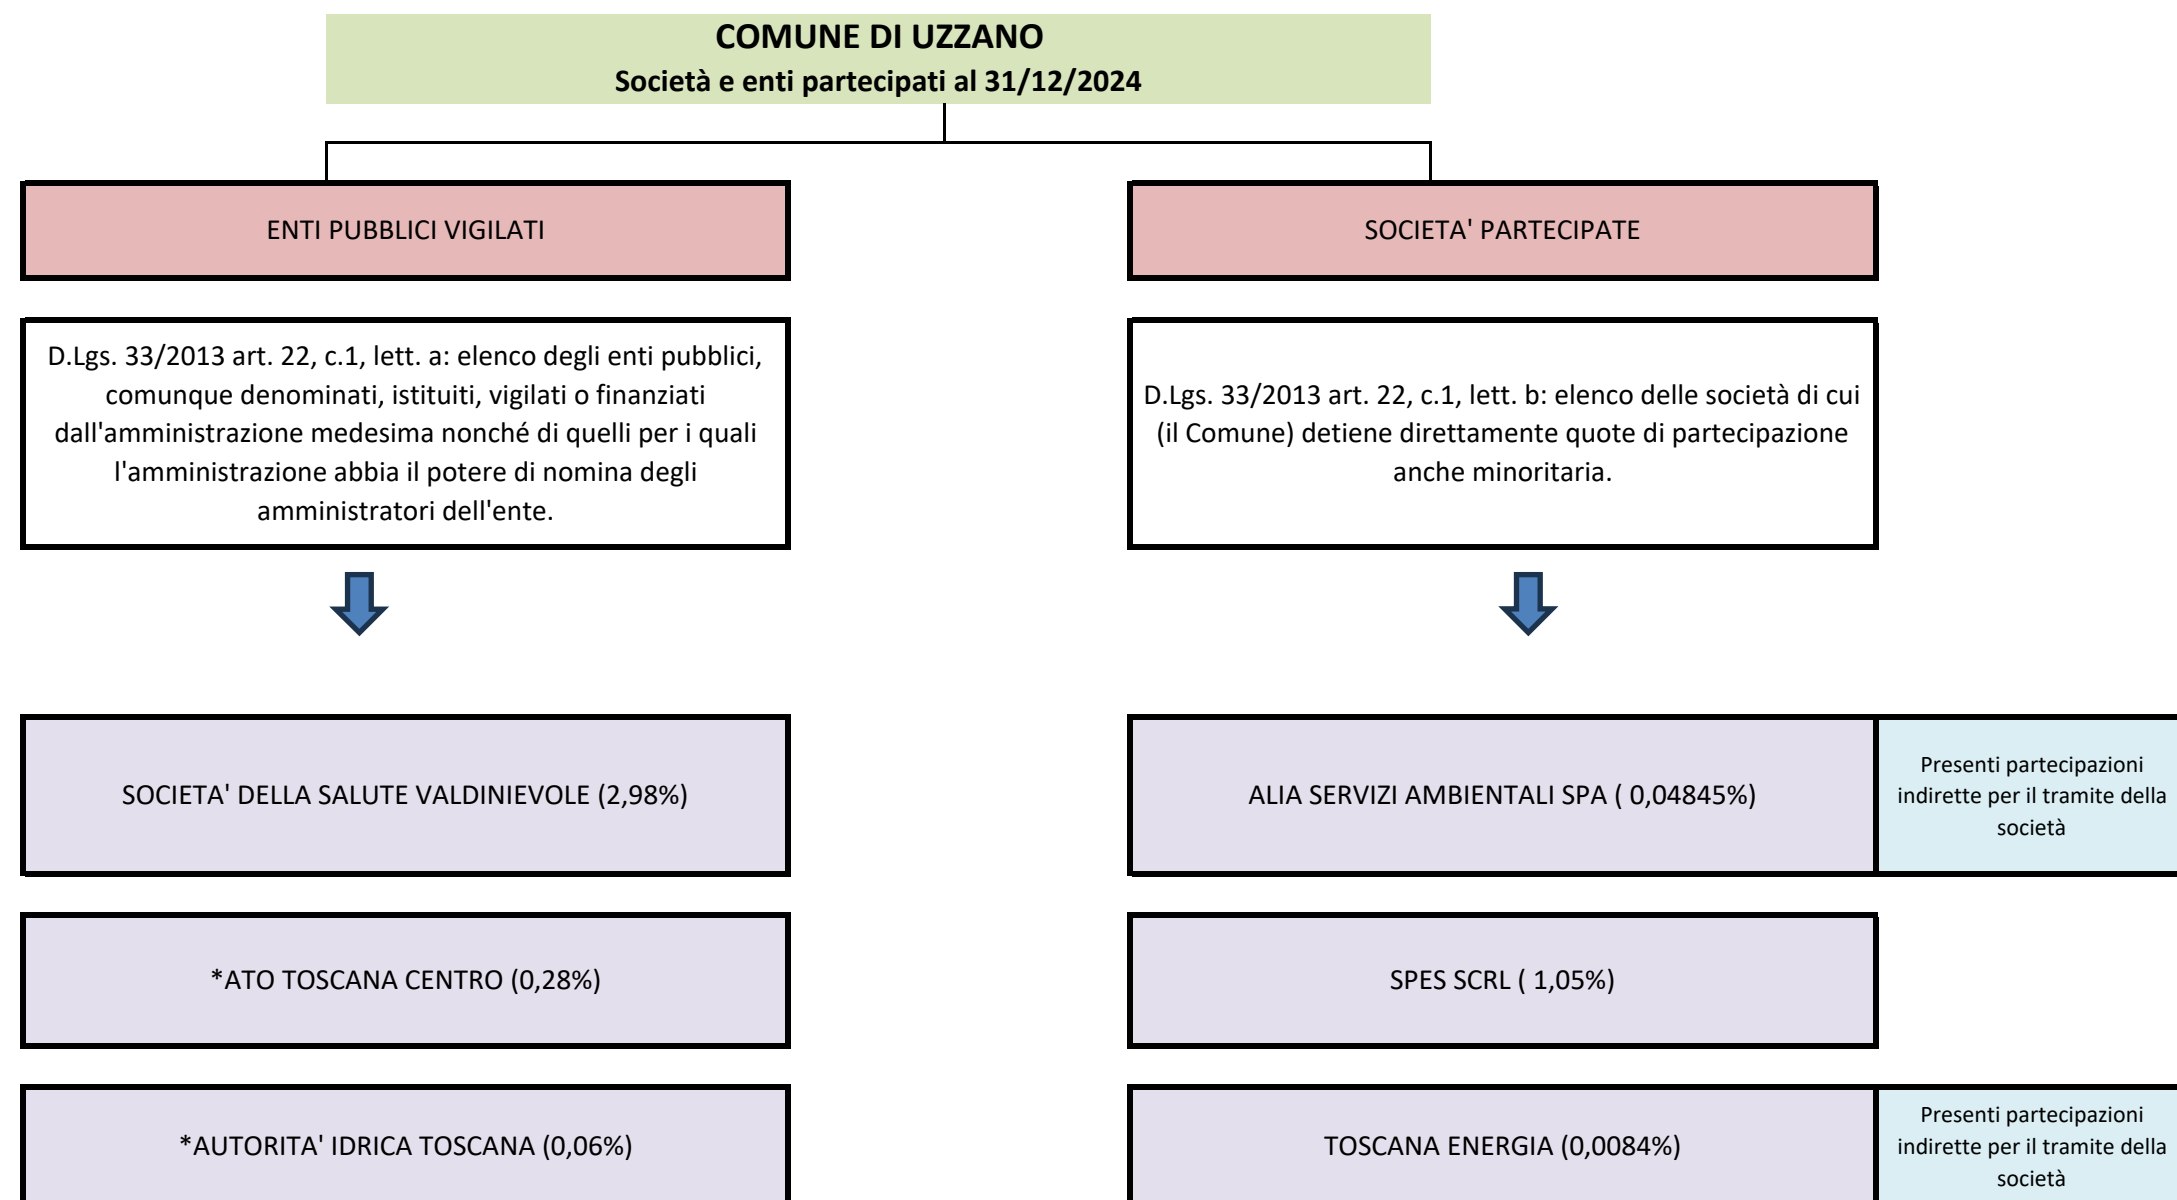 COMUNE DI UZZANO
Società e enti partecipati al 31/12/2024
ENTI PUBBLICI VIGILATI
SOCIETA' PARTECIPATE
D.Lgs. 33/2013 art. 22, c.1, lett. a: elenco degli enti pubblici,
comunque denominati, istituiti, vigilati o finanziati
dall'amministrazione medesima nonché di quelli per i quali
l'amministrazione abbia il potere di nomina degli
amministratori dell'ente.
D.Lgs. 33/2013 art. 22, c.1, lett. b: elenco delle società di cui
(il Comune) detiene direttamente quote di partecipazione
anche minoritaria.
SOCIETA' DELLA SALUTE VALDINIEVOLE (2,98%)
ALIA SERVIZI AMBIENTALI SPA ( 0,04845%)
Presenti partecipazioni
indirette per il tramite della
società
*ATO TOSCANA CENTRO (0,28%)
SPES SCRL ( 1,05%)
*AUTORITA' IDRICA TOSCANA (0,06%)
TOSCANA ENERGIA (0,0084%)
Presenti partecipazioni
indirette per il tramite della
società